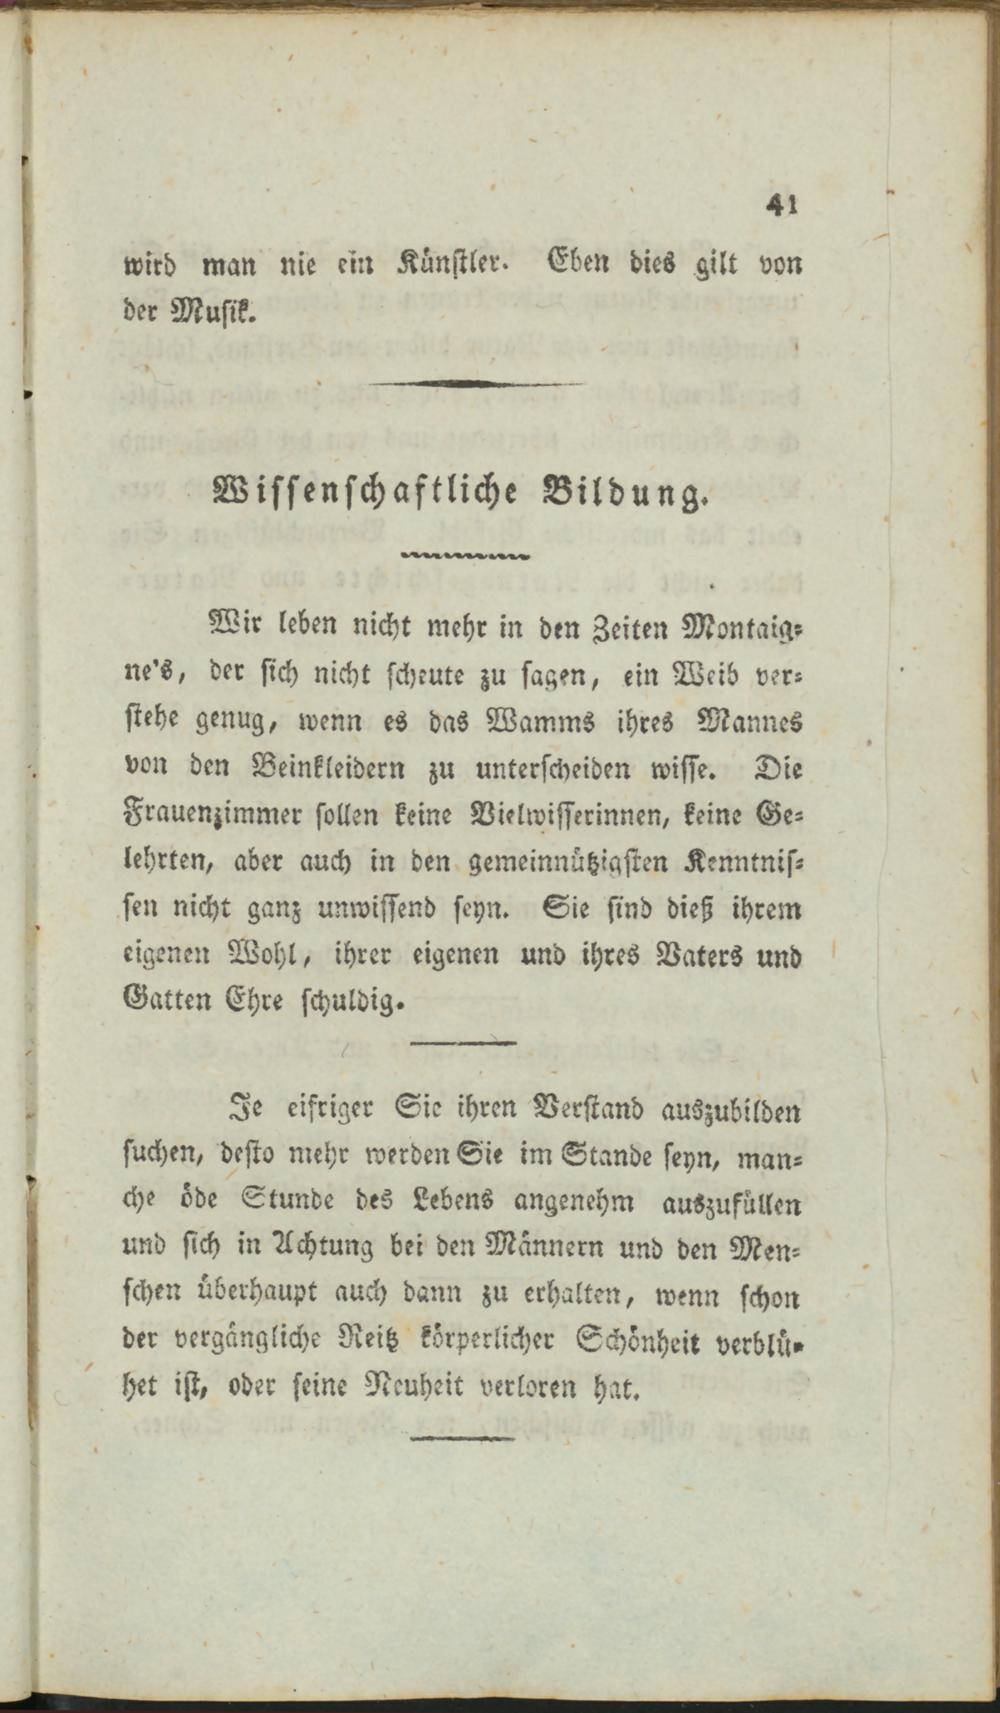 41
wird man nie ein Künſtler. Eben dies gilt von
der Muſik.
Wiſſenſchaftliche Bildung.
Wir leben nicht mehr in den Zeiten Montaig⸗
ne's, der ſich nicht ſcheute zu ſagen, ein Weib ver⸗
ſtehe genug, wenn es das Wamms ihres Mannes
von den Beinkleidern zu unterſcheiden wiſſe. Die
Frauenzimmer ſollen keine Vielwiſſerinnen, keine Ge⸗
lehrten, aber auch in den gemeinnützigſten Kenntniſ⸗
ſen nicht ganz unwiſſend ſeyn. Sie ſind dieß ihrem
eigenen Wohl, ihrer eigenen und ihres Vaters und
Gatten Ehre ſchuldig.
Je eifriger Sie ihren Verſtand auszubilden
ſuchen, deſto mehr werden Sie im Stande ſeyn, man⸗
che öde Stunde des Lebens angenehm auszufüllen
und ſich in Achtung bei den Männern und den Men⸗
ſchen überhaupt auch dann zu erhalten, wenn ſchon
der vergängliche Reitz körperlicher Schönheit verblü⸗
het iſt, oder ſeine Neuheit verloren hat.